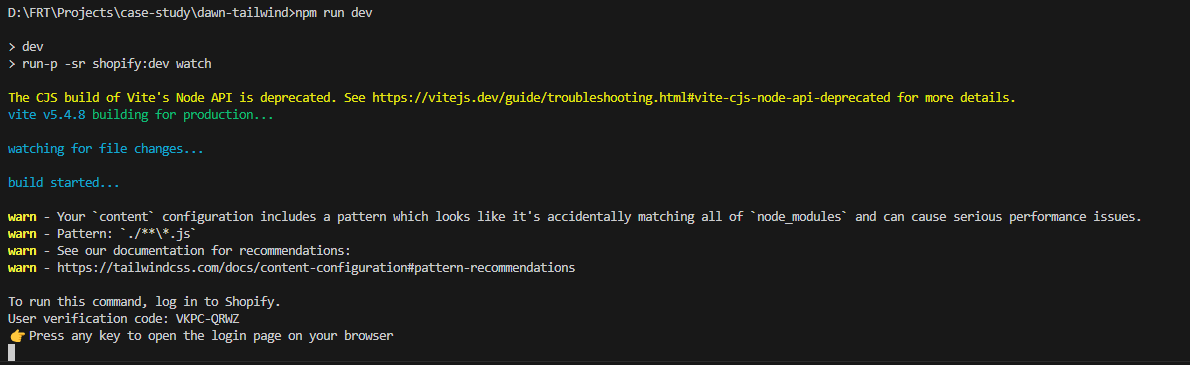 D:\FRT\Projects\case-study\dawn-tailwind>npm run dev
> dev
> run-p -sr shopify:dev watch
The CJS build of Vite's Node API is deprecated. See https://vitejs.dev/guide/troubleshooting.html#vite-cjs-node-api-deprecated for more details.
vite v5.4.8 building for production...
watching for file changes...
build started...
warn - Your `content` configuration includes a pattern which looks like it's accidentally matching all of `node_modules` and can cause serious performance issues.
warn - Pattern: `./**\*.js`
warn - See our documentation for recommendations:
warn - https://tailwindcss.com/docs/content-configuration#pattern-recommendations
To run this command, log in to Shopify.
User verification code: VKPC-QRWZ
👉 Press any key to open the login page on your browser